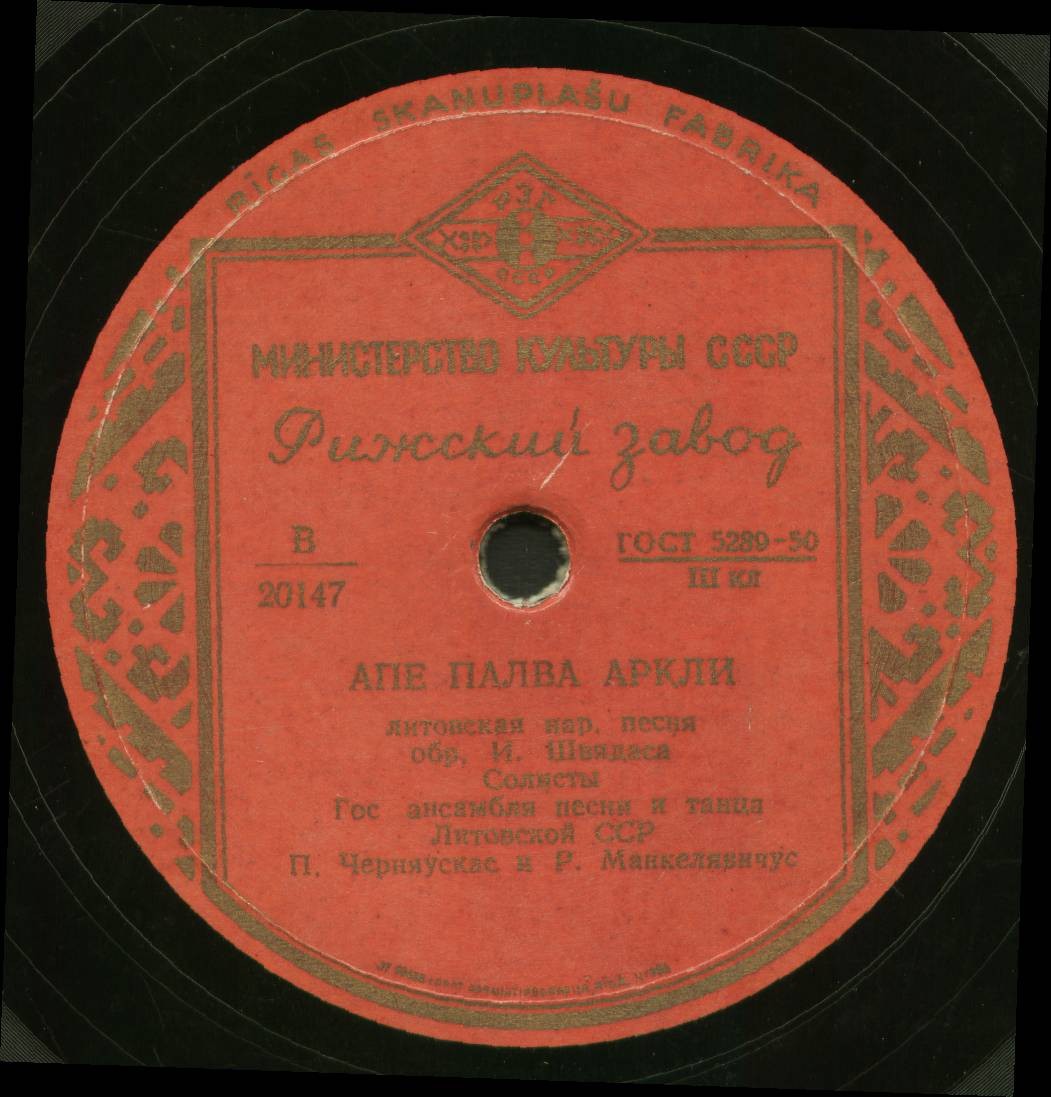 RĪGAS SKAŅUPLAŠU FABRIKA
МИНИСТЕРСТВО КУЛЬТУРЫ СССР
Рижский завод
В
20147
ГОСТ 5289-50
III кл
АПЕ ПАЛВА АРКЛИ
литовская нар. песня
обр, И. Швядаса
Солисты
Гос ансамбля песни и танца
Литовской ССР
П. Черняускас и Р. Манкелявичус